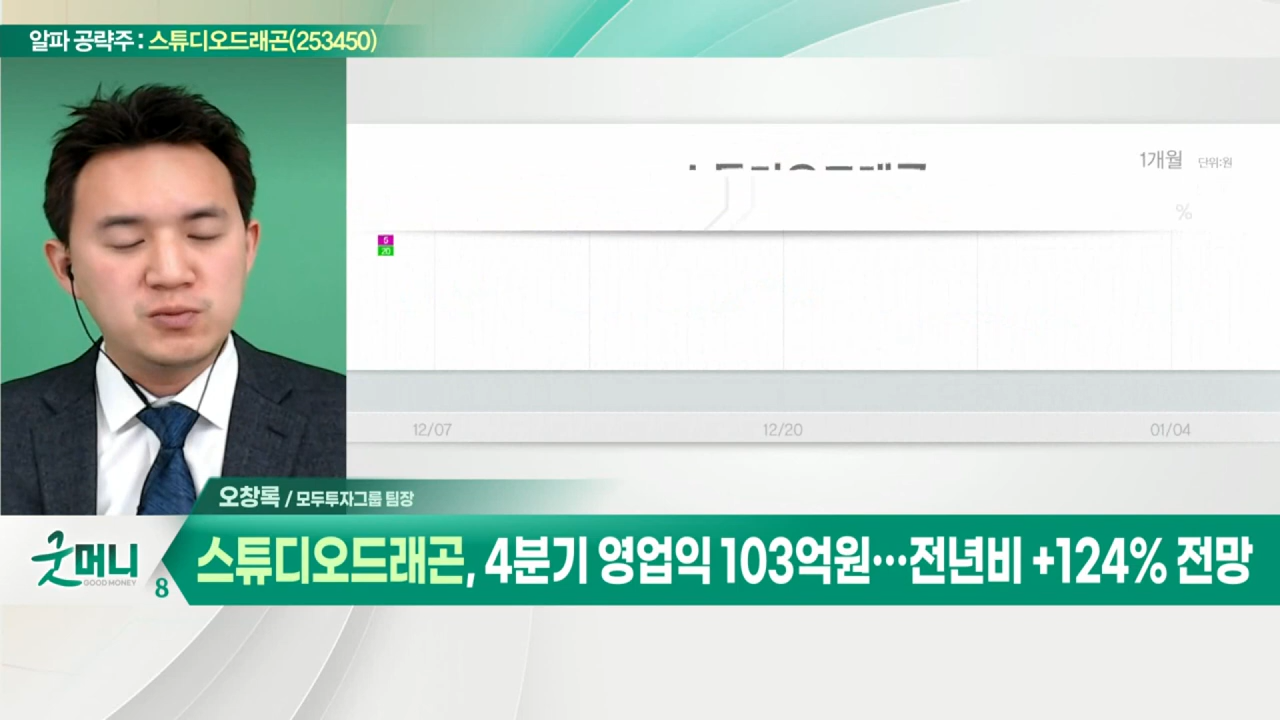 알파 공략주 : 스튜디오드래곤(253450)
1개월 단위:원
%
5
20
12/07 12/20 01/04
오창록 / 모두투자그룹 팀장
굿머니
GOOD MONEY
8
스튜디오드래곤, 4분기 영업익 103억원…전년비 +124% 전망